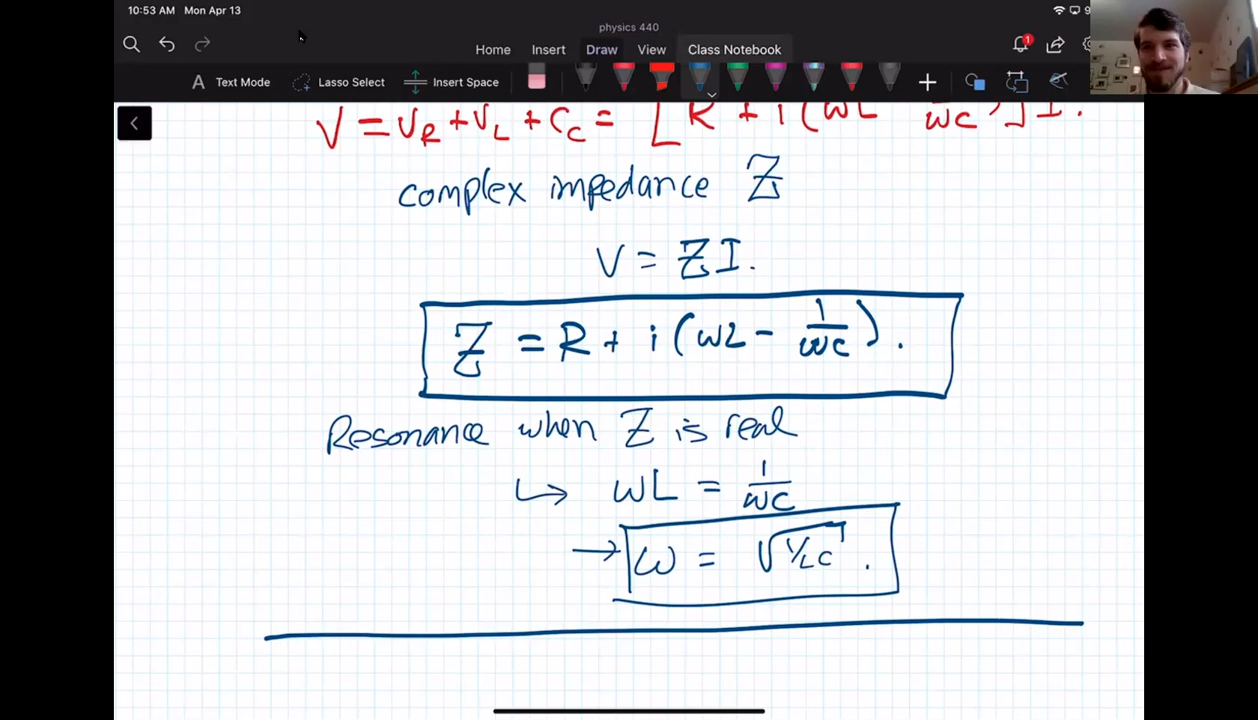 10:53 AM Mon Apr 13
physics 440
Home Insert Draw View Class Notebook
1
Text Mode Lasso Select Insert Space
V = V_R + V_L + C_C = [R + i(ωL 1/ωC)] I.
complex impedance Z
V = ZI.
Z = R + i(ωL - 1/ωC).
Resonance when Z is real
↳ ωL = 1/ωC
→ ω = √1/LC.